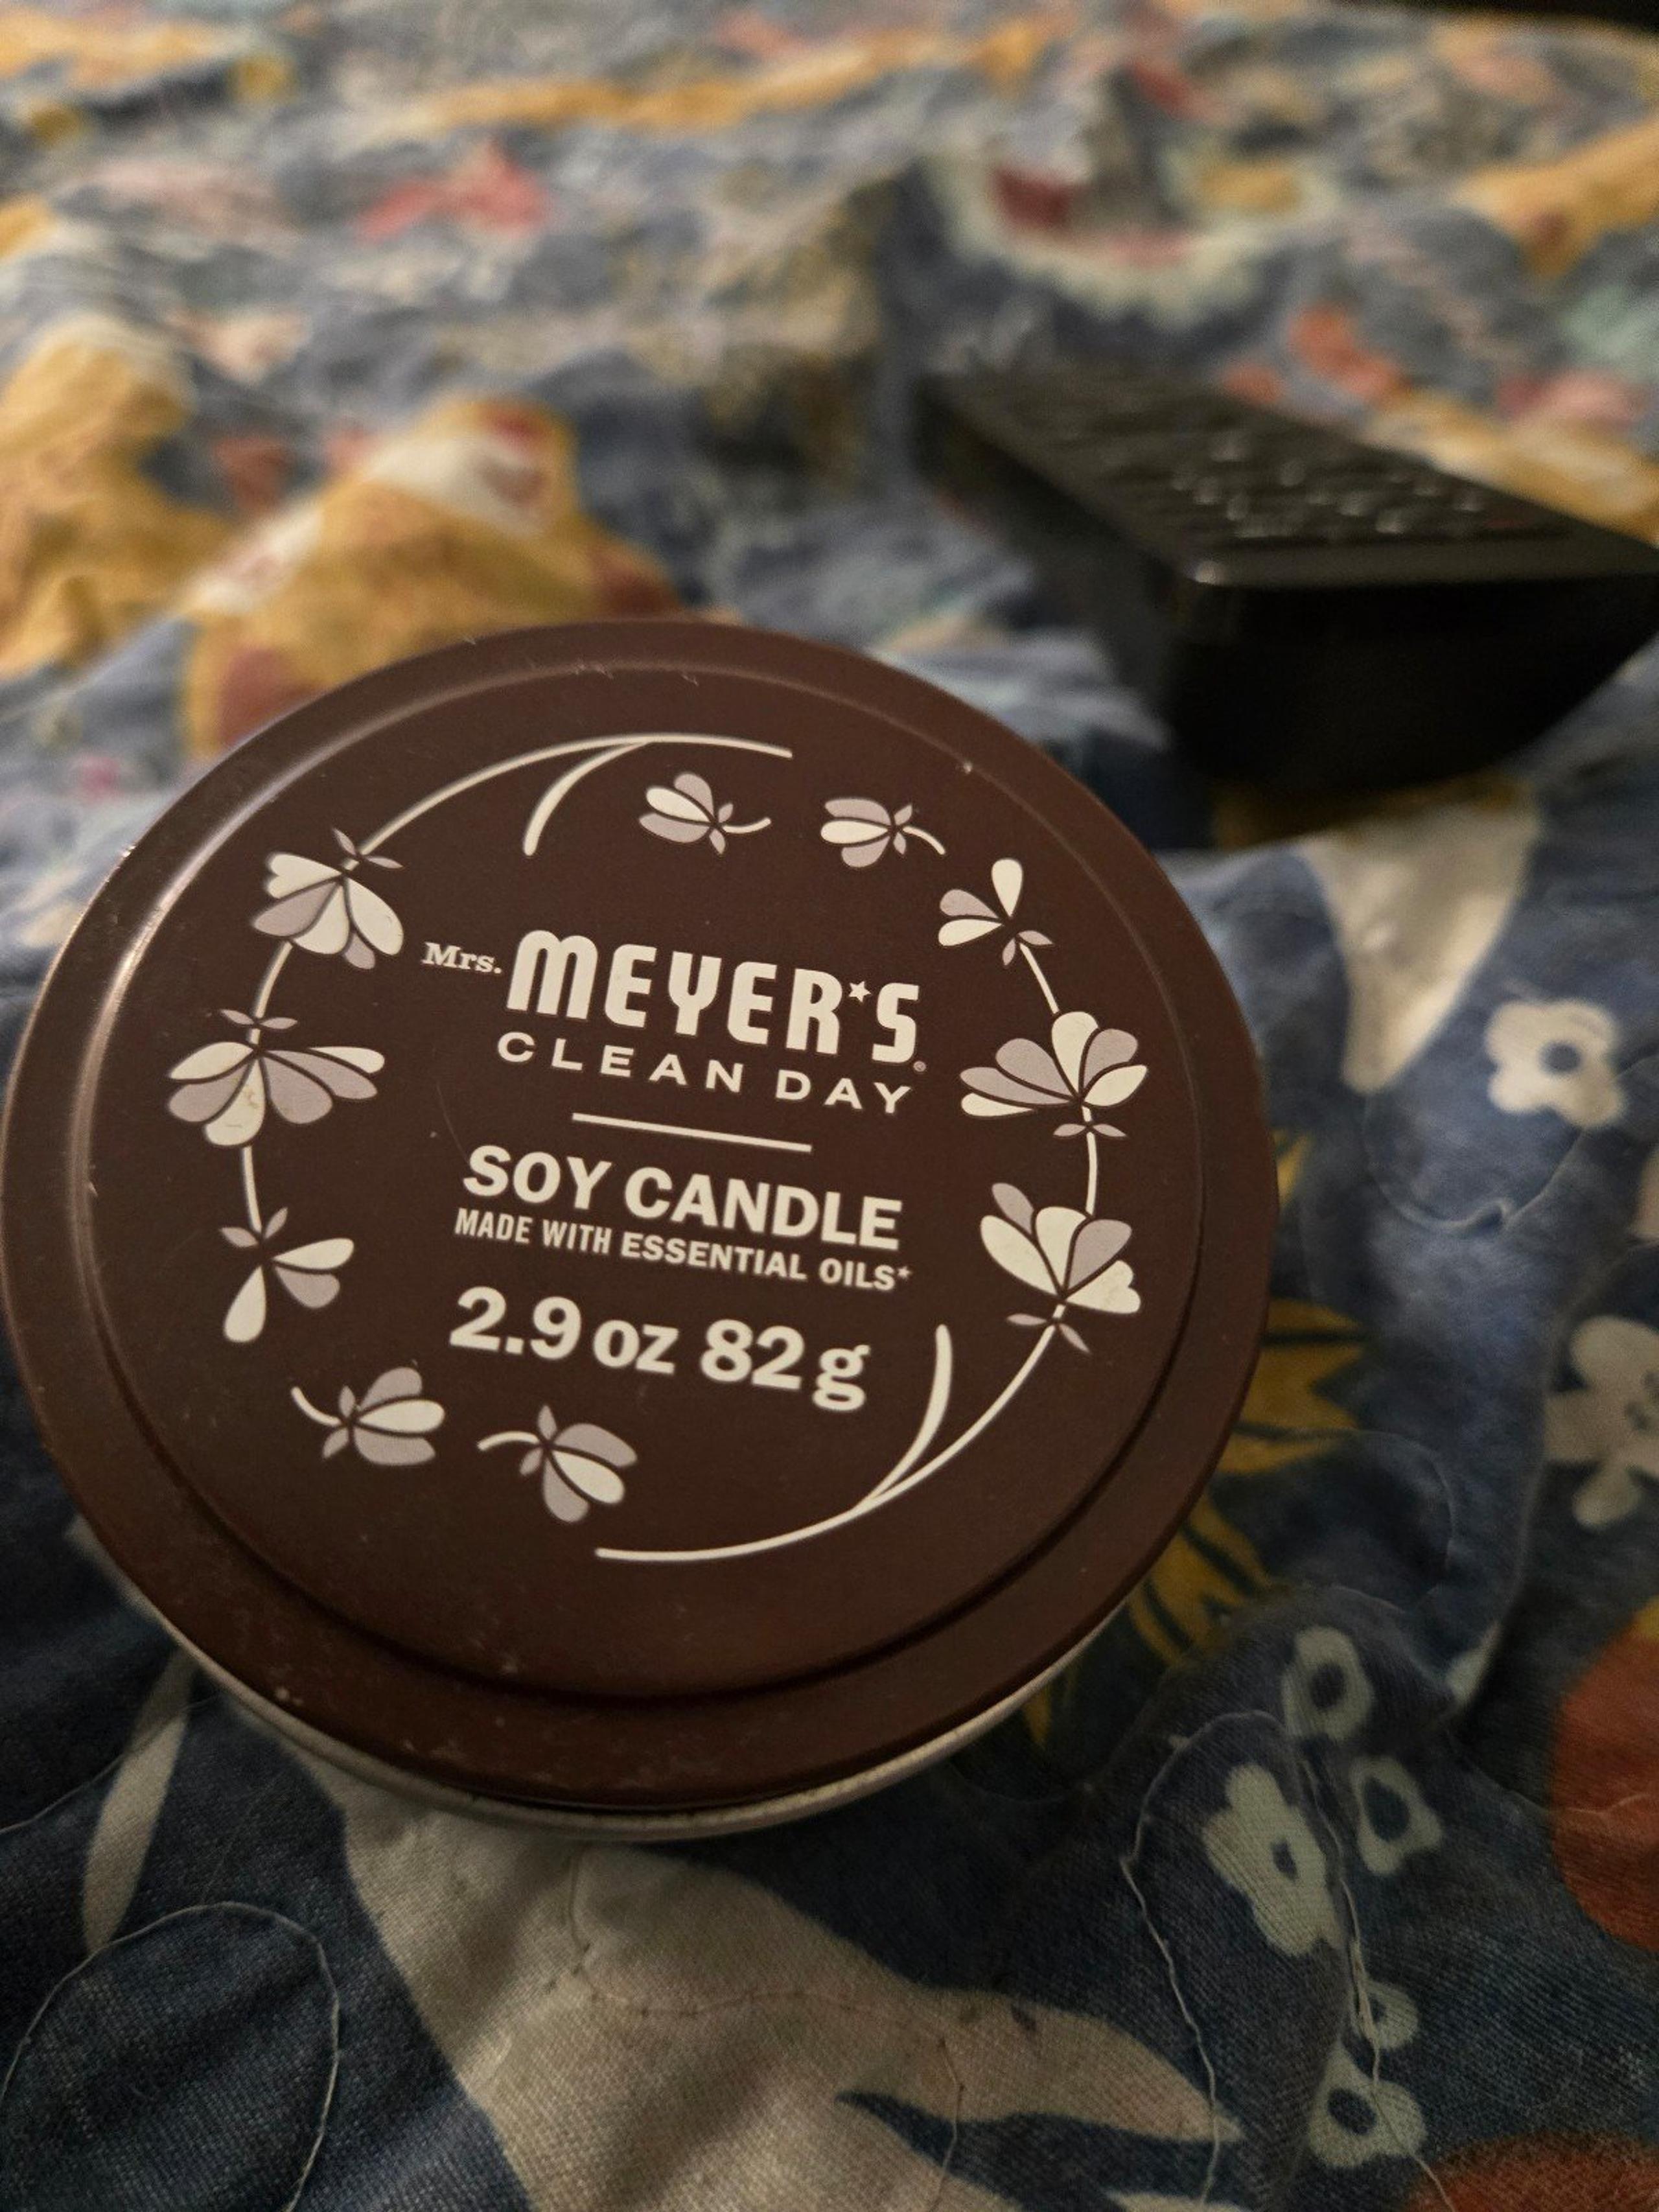 Mrs. MEYER'S®
CLEAN DAY
SOY CANDLE
MADE WITH ESSENTIAL OILS*
2.9 oz 82 g